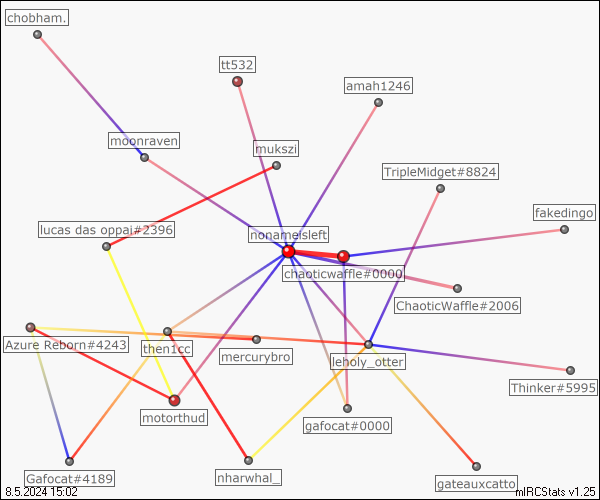 chobham.
tt532
amah1246
moonraven
mukszi
TripleMidget#8824
fakedingo
lucas das oppai#2396
nonameisleft
chaoticwaffle#0000
ChaoticWaffle#2006
Azure Reborn#4243
then1cc
mercurybro
leholy_otter
Thinker#5995
motorthud
gafocat#0000
Gafocat#4189
nharwhal_
gateauxcatto
8.5.2024 15:02
mIRCStats v1.25